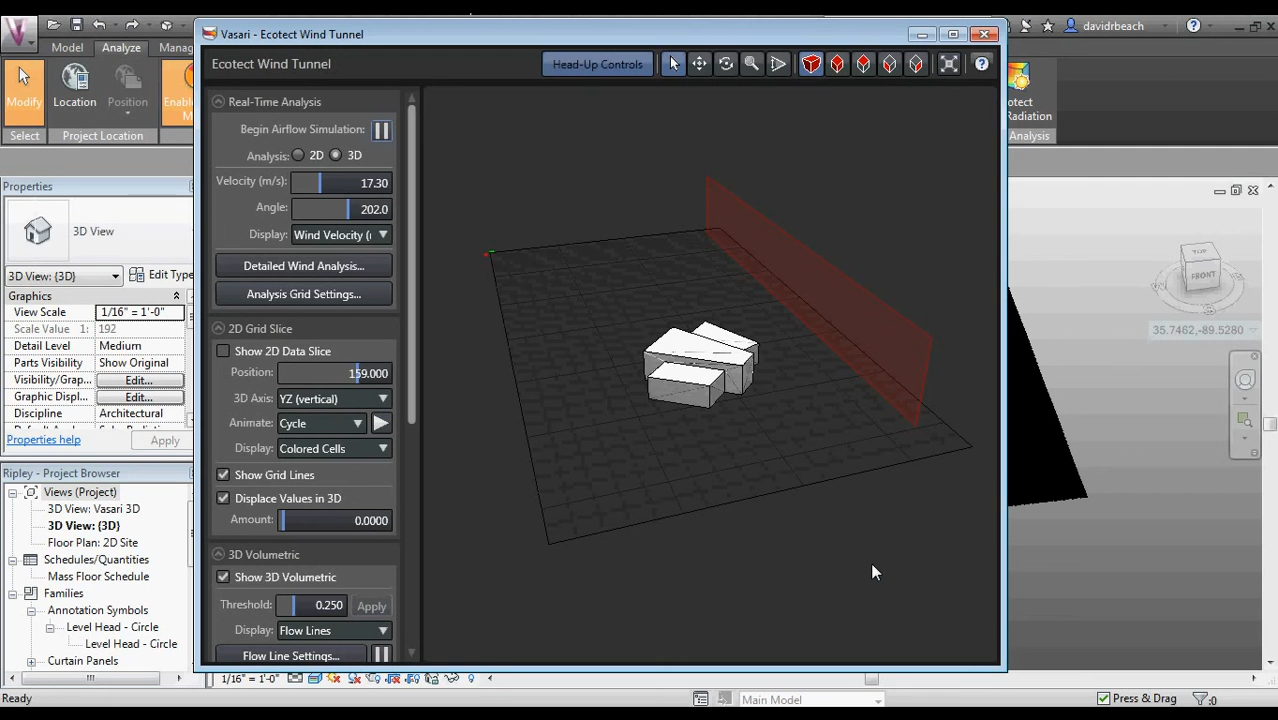 Vasari - Ecotect Wind Tunnel
davidrbeach
Model
Analyze
Manag
Ecotect Wind Tunnel
Head-Up Controls
Modify
Location
Position
Enable
M
Select
Project Location
otect
Radiation
Analysis
Real-Time Analysis
Begin Airflow Simulation:
Analysis: 2D 3D
Velocity (m/s): 17.30
Angle: 202.0
Display: Wind Velocity (
Detailed Wind Analysis...
Analysis Grid Settings...
2D Grid Slice
Show 2D Data Slice
Position: 159.000
3D Axis: YZ (vertical)
Animate: Cycle
Display: Colored Cells
Show Grid Lines
Displace Values in 3D
Amount: 0.0000
3D Volumetric
Show 3D Volumetric
Threshold: 0.250 Apply
Display: Flow Lines
Flow Line Settings...
Properties
3D View
3D View: {3D}
Edit Type
Graphics
View Scale 1/16" = 1'-0"
Scale Value 1: 192
Detail Level Medium
Parts Visibility Show Original
Visibility/Grap... Edit...
Graphic Displ... Edit...
Discipline Architectural
Properties help
Apply
Ripley - Project Browser
Views (Project)
3D View: Vasari 3D
3D View: {3D}
Floor Plan: 2D Site
Schedules/Quantities
Mass Floor Schedule
Families
Annotation Symbols
Level Head - Circle
Level Head - Circle
Curtain Panels
TOP
FRONT
35.7462,-89.5280
1/16" = 1'-0"
Ready
Main Model
Press & Drag
:0